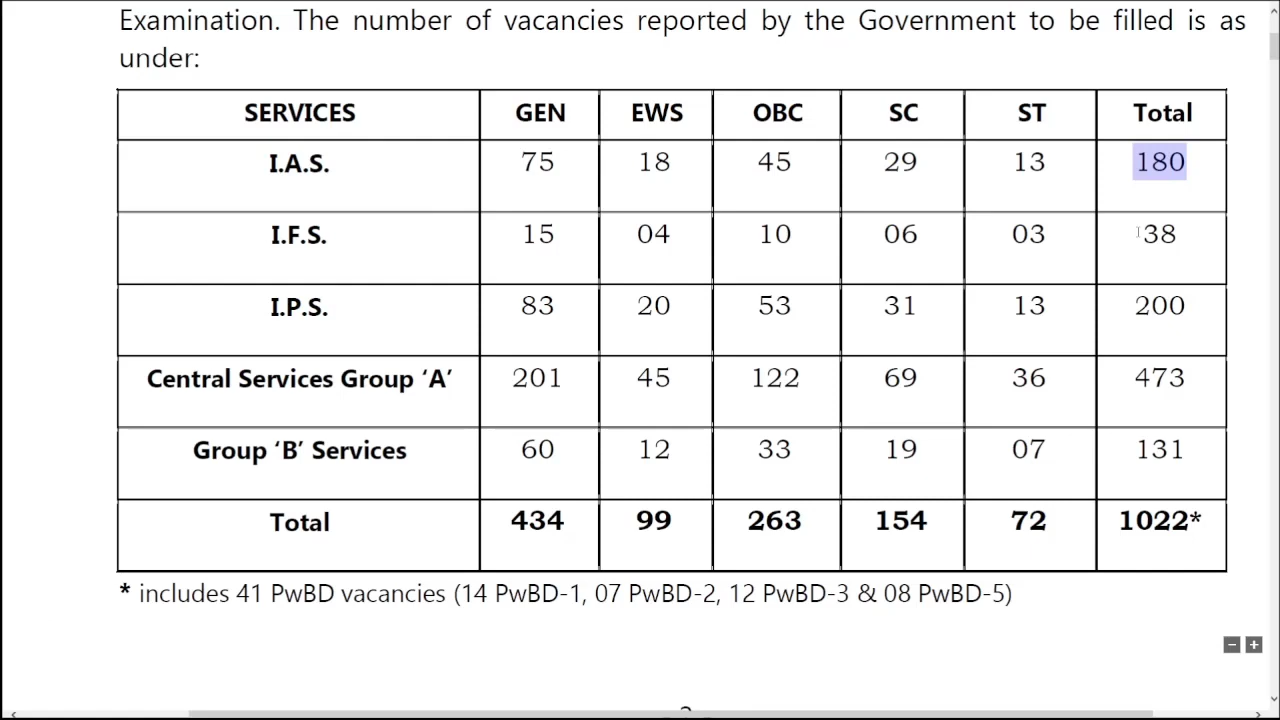 Examination. The number of vacancies reported by the Government to be filled is as
under:
SERVICES GEN EWS OBC SC ST Total
I.A.S. 75 18 45 29 13 180
I.F.S. 15 04 10 06 03 38
I.P.S. 83 20 53 31 13 200
Central Services Group ‘A’ 201 45 122 69 36 473
Group ‘B’ Services 60 12 33 19 07 131
Total 434 99 263 154 72 1022*
* includes 41 PwBD vacancies (14 PwBD-1, 07 PwBD-2, 12 PwBD-3 & 08 PwBD-5)